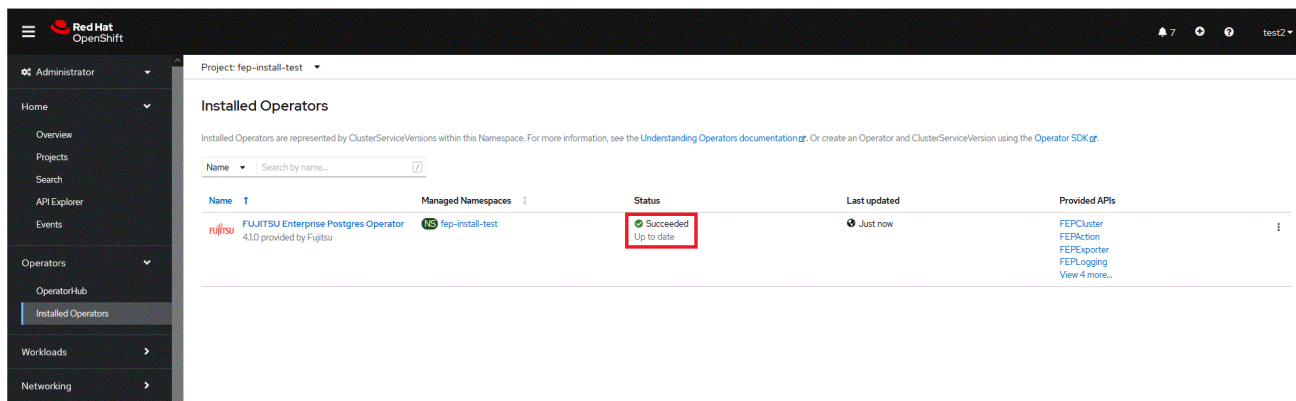 Red Hat
OpenShift
7
test2
Administrator
Project: fep-install-test
Home
Overview
Projects
Search
API Explorer
Events
Operators
OperatorHub
Installed Operators
Workloads
Networking
Installed Operators
Installed Operators are represented by ClusterServiceVersions within this Namespace. For more information, see the Understanding Operators documentation. Or create an Operator and ClusterServiceVersion using the Operator SDK.
Name Search by name... /
Name Managed Namespaces Status Last updated Provided APIs
FUJITSU FUJITSU Enterprise Postgres Operator NS fep-install-test Succeeded Just now FEPCluster
4.1.0 provided by Fujitsu Up to date FEPAction
FEPExporter
FEPLogging
View 4 more...